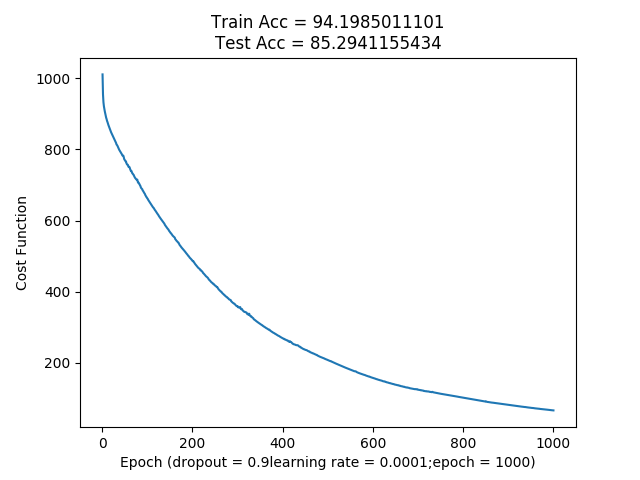 Train Acc = 94.1985011101
Test Acc = 85.2941155434
1000
800
600
400
200
Cost Function
0 200 400 600 800 1000
Epoch (dropout = 0.9learning rate = 0.0001;epoch = 1000)